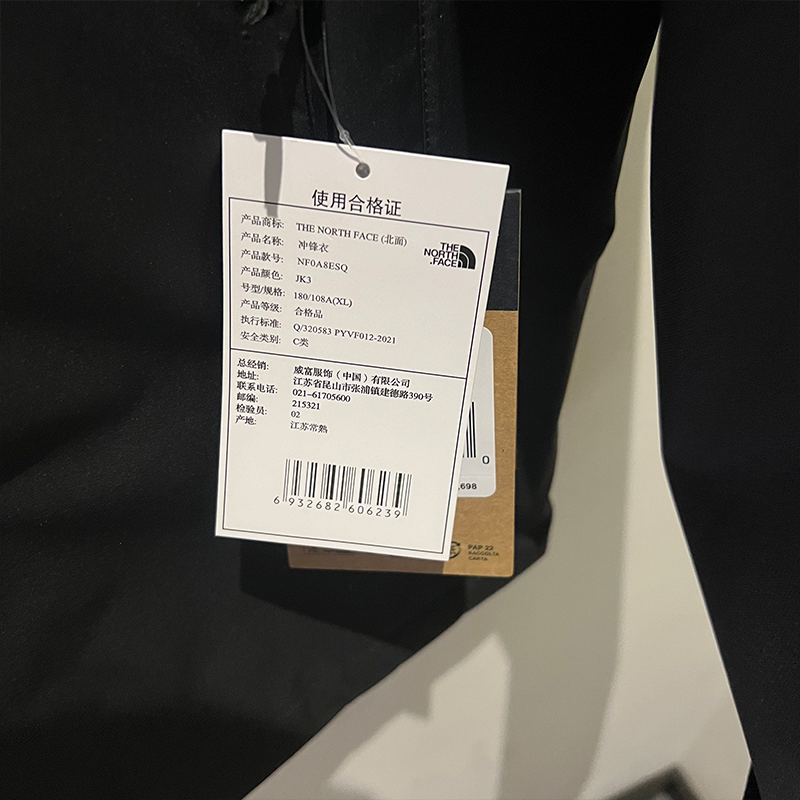 使用合格证
产品商标: THE NORTH FACE (北面)
产品名称: 冲锋衣
产品款号: NF0A8ESQ
产品颜色: JK3
号型/规格: 180/108A(XL)
产品等级: 合格品
执行标准: Q/320583 PYVF012-2021
安全类别: C类
THE
NORTH
FACE
总经销: 威富服饰（中国）有限公司
地址: 江苏省昆山市张浦镇建德路390号
联系电话: 021-61705600
邮编: 215321
检验员: 02
产地: 江苏常熟
6 932682 606239
0
,698
PAP 22
RACCOLTA
CARTA